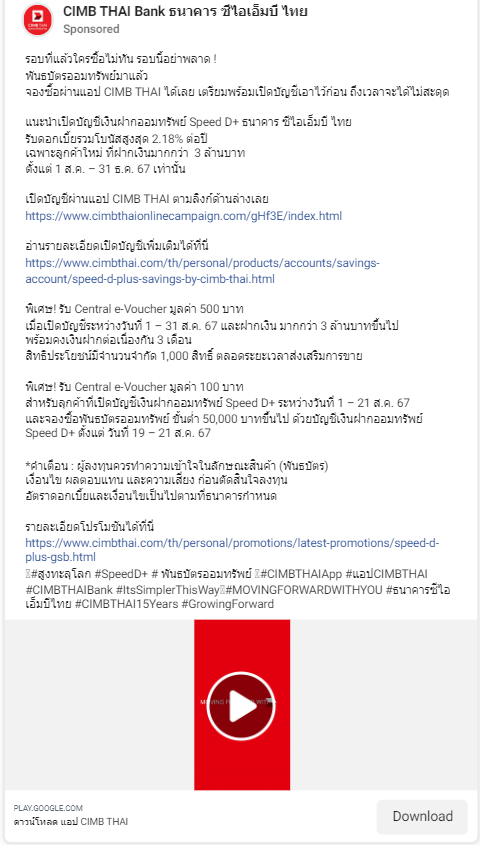 CIMB THAI Bank ธนาคาร ซีไอเอ็มบี ไทย
Sponsored
รอบที่แล้วใครซื้อไม่ทัน รอบนี้อย่าพลาด !
พันธบัตรออมทรัพย์มาแล้ว
จองซื้อผ่านแอป CIMB THAI ได้เลย เตรียมพร้อมเปิดบัญชีเอาไว้ก่อน ถึงเวลาจะได้ไม่สะดุด
แนะนำเปิดบัญชีเงินฝากออมทรัพย์ Speed D+ ธนาคาร ซีไอเอ็มบี ไทย
รับดอกเบี้ยรวมโบนัสสูงสุด 2.18% ต่อปี
เฉพาะลูกค้าใหม่ ที่ฝากเงินมากกว่า 3 ล้านบาท
ตั้งแต่ 1 ส.ค. – 31 ธ.ค. 67 เท่านั้น
เปิดบัญชีผ่านแอป CIMB THAI ตามลิงก์ด้านล่างเลย
https://www.cimbthaionlinecampaign.com/gHf3E/index.html
อ่านรายละเอียดเปิดบัญชีเพิ่มเติมได้ที่นี่
https://www.cimbthai.com/th/personal/products/accounts/savings-
account/speed-d-plus-savings-by-cimb-thai.html
พิเศษ! รับ Central e-Voucher มูลค่า 500 บาท
เมื่อเปิดบัญชีระหว่างวันที่ 1 – 31 ส.ค. 67 และฝากเงิน มากกว่า 3 ล้านบาทขึ้นไป
พร้อมคงเงินฝากต่อเนื่องกัน 3 เดือน
สิทธิประโยชน์มีจำนวนจำกัด 1,000 สิทธิ์ ตลอดระยะเวลาส่งเสริมการขาย
พิเศษ! รับ Central e-Voucher มูลค่า 100 บาท
สำหรับลูกค้าที่เปิดบัญชีเงินฝากออมทรัพย์ Speed D+ ระหว่างวันที่ 1 – 21 ส.ค. 67
และจองซื้อพันธบัตรออมทรัพย์ ขั้นต่ำ 50,000 บาทขึ้นไป ด้วยบัญชีเงินฝากออมทรัพย์
Speed D+ ตั้งแต่ วันที่ 19 – 21 ส.ค. 67
*คำเตือน : ผู้ลงทุนควรทำความเข้าใจในลักษณะสินค้า (พันธบัตร)
เงื่อนไข ผลตอบแทน และความเสี่ยง ก่อนตัดสินใจลงทุน
อัตราดอกเบี้ยและเงื่อนไขเป็นไปตามที่ธนาคารกำหนด
รายละเอียดโปรโมชันได้ที่นี่
https://www.cimbthai.com/th/personal/promotions/latest-promotions/speed-d-
plus-gsb.html
#สูงทะลุโลก #SpeedD+ # พันธบัตรออมทรัพย์ #CIMBTHAIApp #แอปCIMBTHAI
#CIMBTHAIBank #ItsSimplerThisWay#MOVINGFORWARDWITHYOU #ธนาคารซีไอ
เอ็มบีไทย #CIMBTHAI15Years #GrowingForward
PLAY.GOOGLE.COM
ดาวน์โหลด แอป CIMB THAI
Download